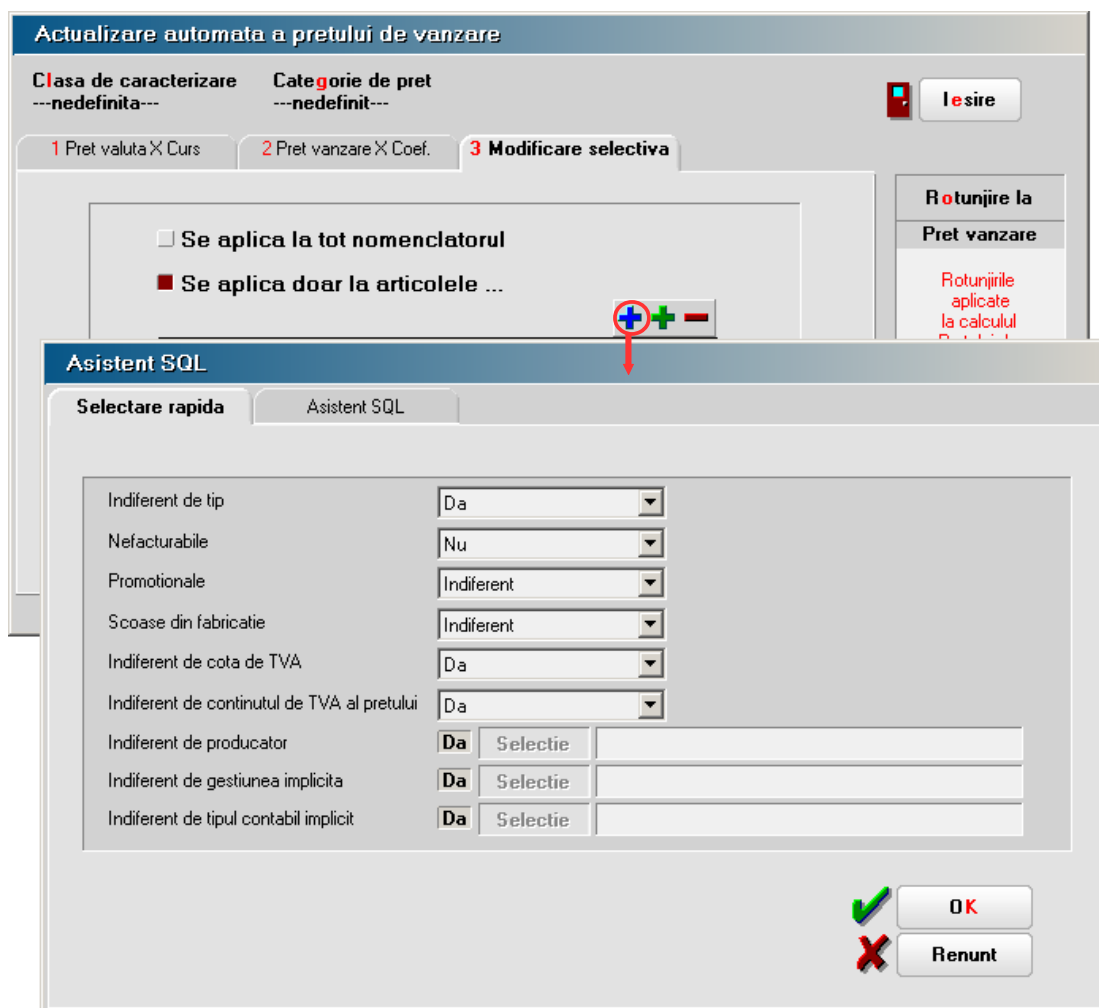 Actualizare automata a pretului de vanzare
Clasa de caracterizare
---nedefinita---
Categorie de pret
---nedefinit---
Iesire
1 Pret valuta X Curs
2 Pret vanzare X Coef.
3 Modificare selectiva
Rotunjire la
Pret vanzare
Rotunjirile
aplicate
la calculul
Se aplica la tot nomenclatorul
Se aplica doar la articolele ...
Asistent SQL
Selectare rapida
Asistent SQL
Indiferent de tip Da
Nefacturabile Nu
Promotionale Indiferent
Scoase din fabricatie Indiferent
Indiferent de cota de TVA Da
Indiferent de continutul de TVA al pretului Da
Indiferent de producator Da Selectie
Indiferent de gestiunea implicita Da Selectie
Indiferent de tipul contabil implicit Da Selectie
OK
Renunt